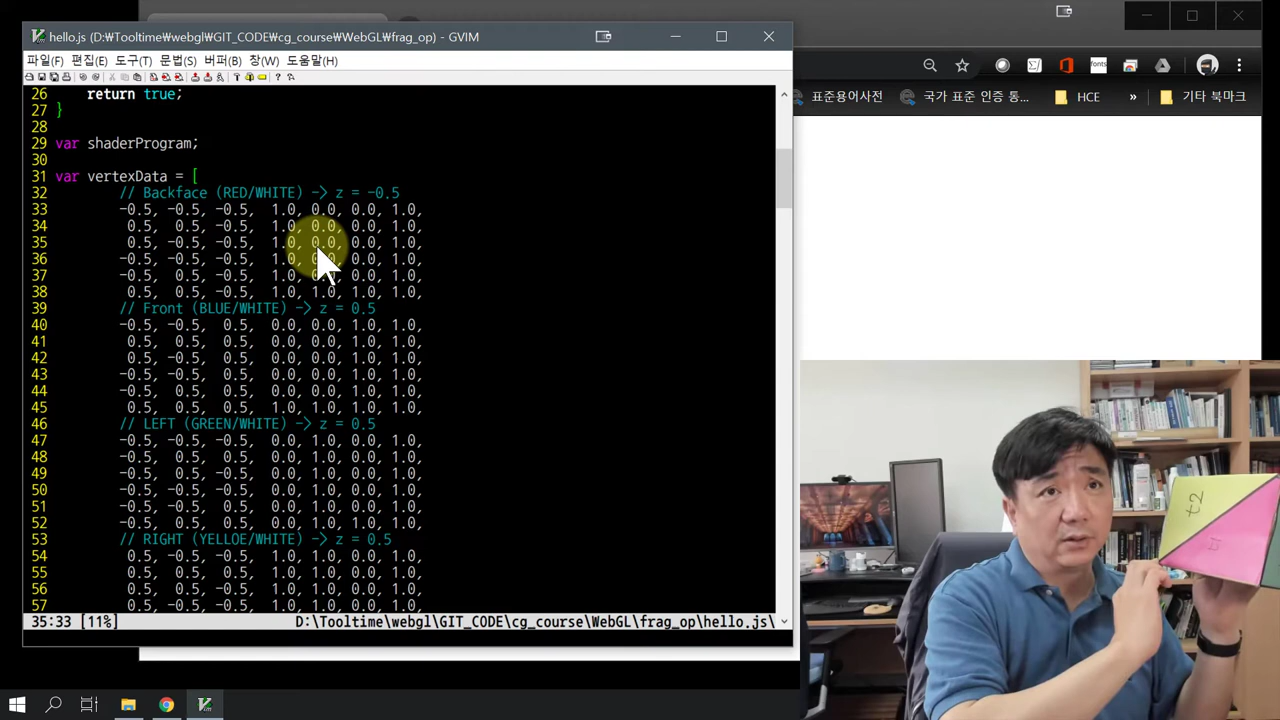 hello.js (D:₩Tooltime₩webgl₩GIT_CODE₩cg_course₩WebGL₩frag_op) - GVIM
파일(F) 편집(E) 도구(T) 문법(S) 버퍼(B) 창(W) 도움말(H)
fonts
표준용어사전 국가 표준 인증 통... HCE » 기타 북마크
26 return true;
27 }
28
29 var shaderProgram;
30
31 var vertexData = [
32 // Backface (RED/WHITE) -> z = -0.5
33 -0.5, -0.5, -0.5, 1.0, 0.0, 0.0, 1.0,
34 0.5, 0.5, -0.5, 1.0, 0.0, 0.0, 1.0,
35 0.5, -0.5, -0.5, 1.0, 0.0, 0.0, 1.0,
36 -0.5, -0.5, -0.5, 1.0, 0.0, 1.0,
37 -0.5, 0.5, -0.5, 1.0, 0.0, 0.0, 1.0,
38 0.5, 0.5, -0.5, 1.0, 1.0, 0.0, 1.0,
39 // Front (BLUE/WHITE) -> z = 0.5
40 -0.5, -0.5, 0.5, 0.0, 0.0, 1.0, 1.0,
41 0.5, 0.5, 0.5, 0.0, 0.0, 1.0, 1.0,
42 0.5, -0.5, 0.5, 0.0, 0.0, 1.0, 1.0,
43 -0.5, -0.5, 0.5, 0.0, 0.0, 1.0, 1.0,
44 -0.5, 0.5, 0.5, 0.0, 0.0, 1.0, 1.0,
45 0.5, 0.5, 0.5, 1.0, 1.0, 1.0, 1.0,
46 // LEFT (GREEN/WHITE) -> z = 0.5
47 -0.5, -0.5, -0.5, 0.0, 1.0, 0.0, 1.0,
48 -0.5, 0.5, 0.5, 0.0, 1.0, 0.0, 1.0,
49 -0.5, 0.5, -0.5, 0.0, 1.0, 0.0, 1.0,
50 -0.5, -0.5, -0.5, 0.0, 1.0, 0.0, 1.0,
51 -0.5, -0.5, 0.5, 0.0, 1.0, 0.0, 1.0,
52 -0.5, 0.5, 0.5, 0.0, 1.0, 0.0, 1.0,
53 // RIGHT (YELLOE/WHITE) -> z = 0.5
54 0.5, -0.5, -0.5, 1.0, 1.0, 0.0, 1.0,
55 0.5, 0.5, 0.5, 1.0, 1.0, 0.0, 1.0,
56 0.5, 0.5, -0.5, 1.0, 1.0, 0.0, 1.0,
57 0.5, -0.5, -0.5, 1.0, 1.0, 0.0, 1.0,
35:33 [11%] D:\Tooltime\webgl\GIT_CODE\cg_course\WebGL\frag_op\hello.js\
t2